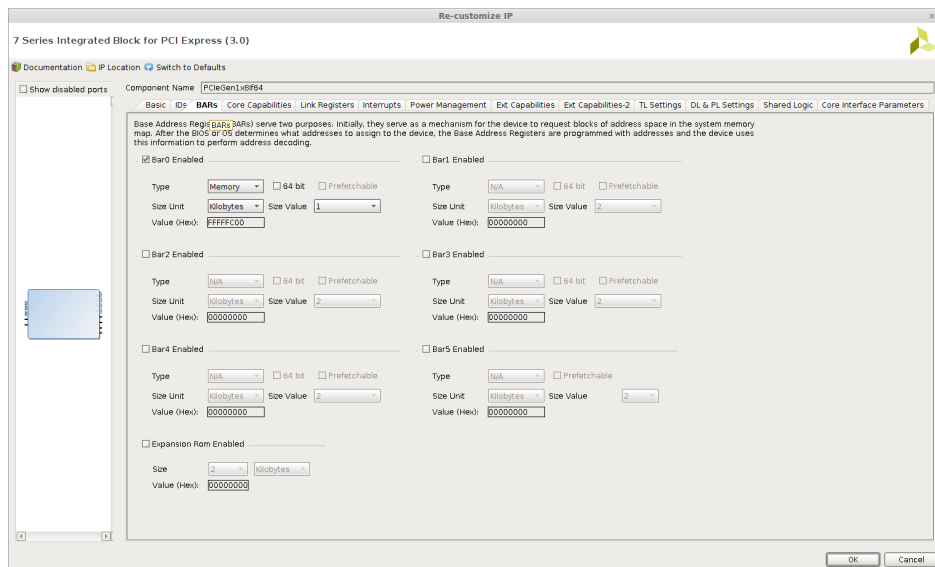 Re-customize IP
7 Series Integrated Block for PCI Express (3.0)
Documentation IP Location Switch to Defaults
Show disabled ports
Component Name PCIeGen1x8If64
Basic IDs BARs Core Capabilities Link Registers Interrupts Power Management Ext Capabilities Ext Capabilities-2 TL Settings DL & PL Settings Shared Logic Core Interface Parameters
Base Address Regis BARs BARs) serve two purposes. Initially, they serve as a mechanism for the device to request blocks of address space in the system memory
map. After the BIOS or OS determines what addresses to assign to the device, the Base Address Registers are programmed with addresses and the device uses
this information to perform address decoding.
Bar0 Enabled
Type Memory 64 bit Prefetchable
Size Unit Kilobytes Size Value 1
Value (Hex): FFFFFC00
Bar1 Enabled
Type N/A 64 bit Prefetchable
Size Unit Kilobytes Size Value 2
Value (Hex): 00000000
Bar2 Enabled
Type N/A 64 bit Prefetchable
Size Unit Kilobytes Size Value 2
Value (Hex): 00000000
Bar3 Enabled
Type N/A 64 bit Prefetchable
Size Unit Kilobytes Size Value 2
Value (Hex): 00000000
Bar4 Enabled
Type N/A 64 bit Prefetchable
Size Unit Kilobytes Size Value 2
Value (Hex): 00000000
Bar5 Enabled
Type N/A Prefetchable
Size Unit Kilobytes Size Value 2
Value (Hex): 00000000
Expansion Rom Enabled
Size 2 Kilobytes
Value (Hex): 00000000
OK Cancel